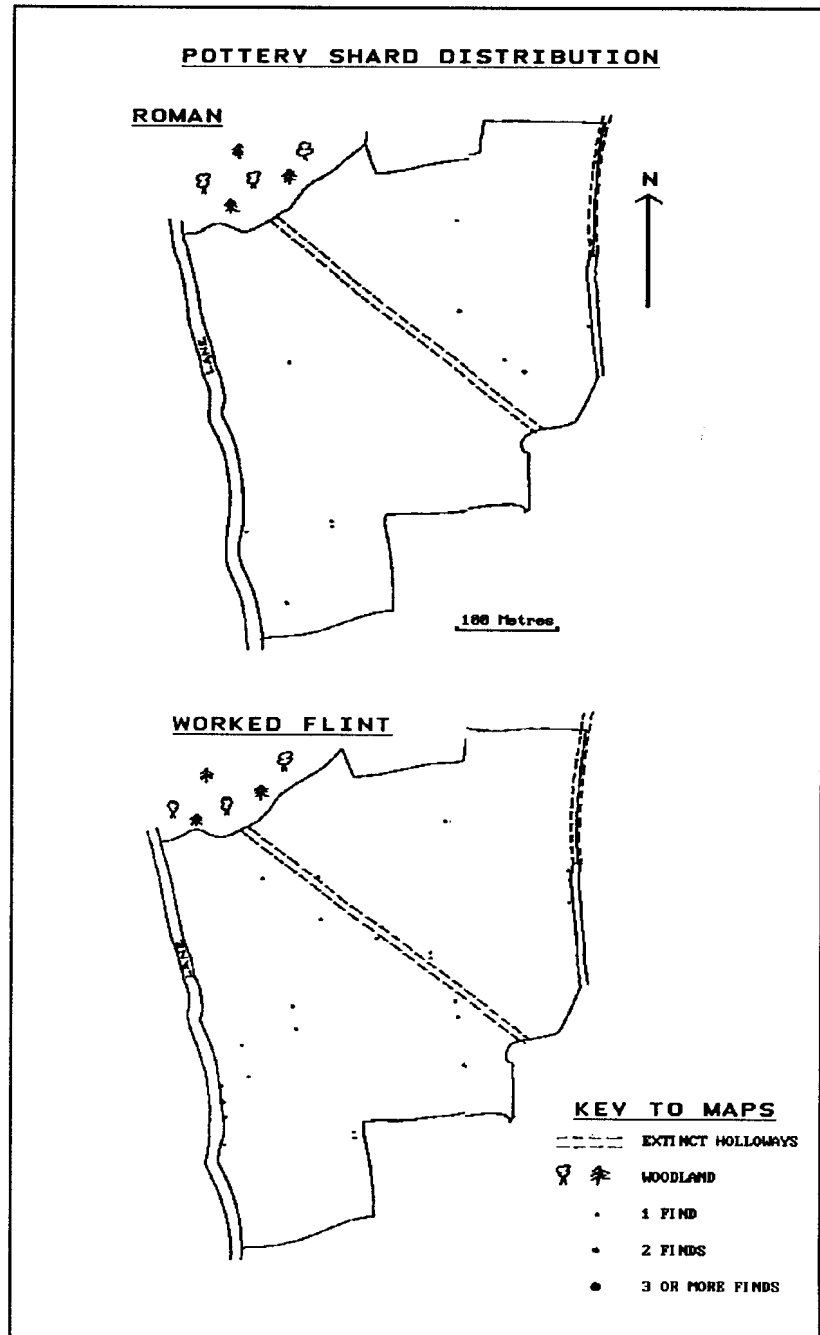 POTTERY SHARD DISTRIBUTION
ROMAN
N
LANE
100 Metres
WORKED FLINT
LANE
KEY TO MAPS
EXTINCT HOLLOWAYS
WOODLAND
1 FIND
2 FINDS
3 OR MORE FINDS